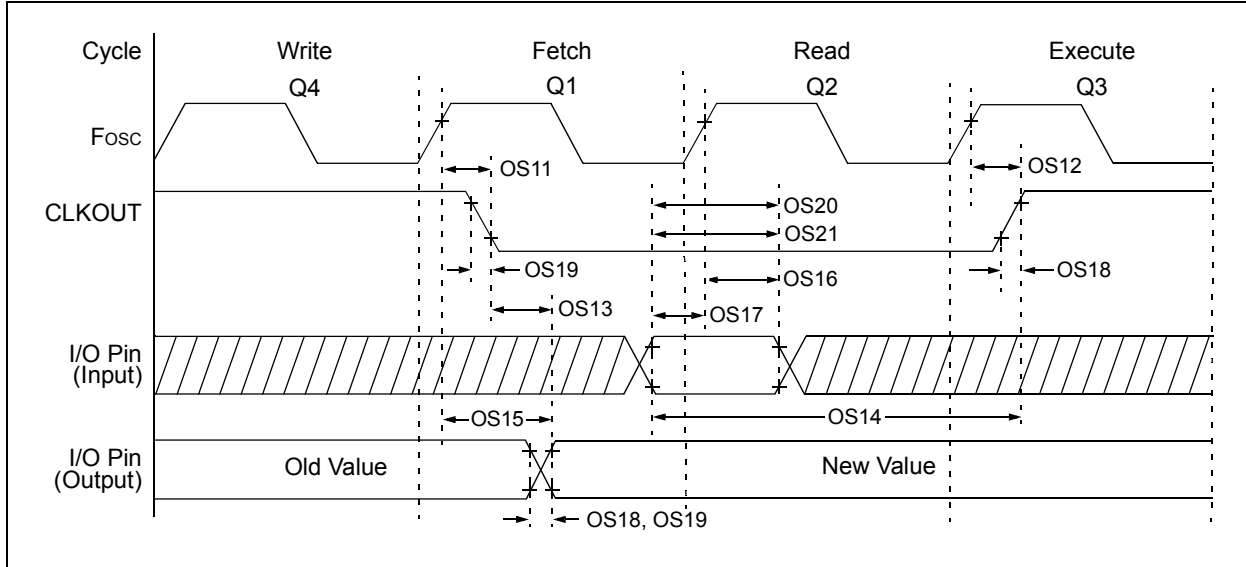 Cycle Write Fetch Read Execute
Q4 Q1 Q2 Q3
FOSC
OS11 OS12
CLKOUT
OS20
OS21
OS19 OS16 OS18
OS13 OS17
I/O Pin
(Input)
OS15 OS14
I/O Pin
(Output)
Old Value New Value
OS18, OS19